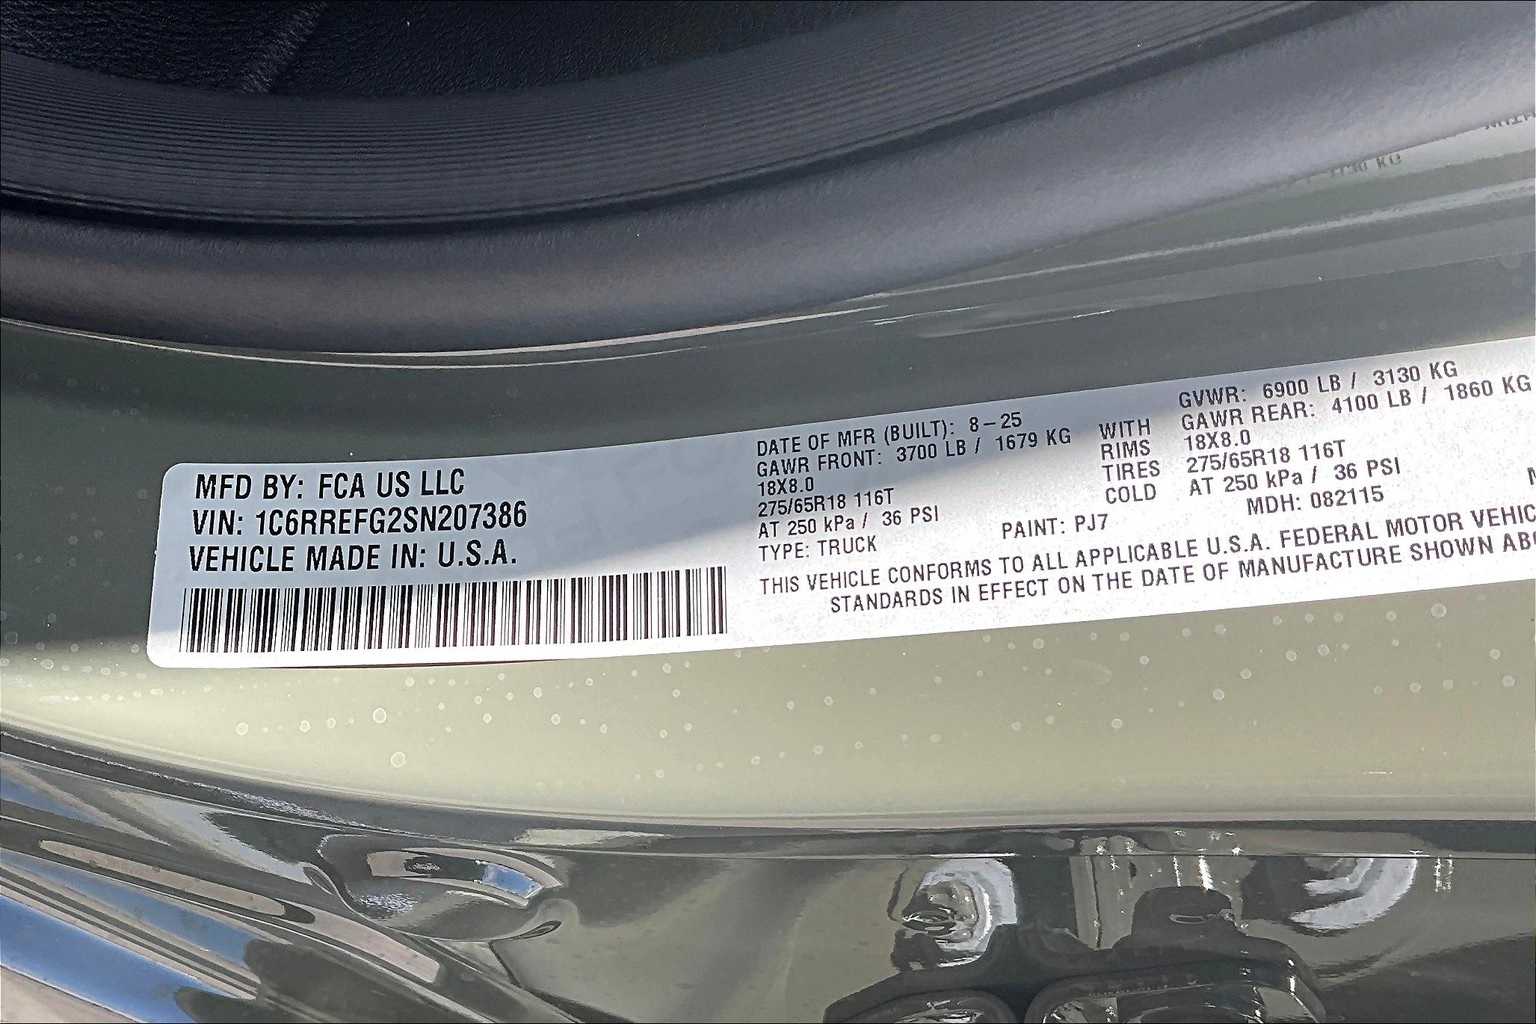 MFD BY: FCA US LLC
VIN: 1C6RREFG2SN207386
VEHICLE MADE IN: U.S.A.
DATE OF MFR (BUILT): 8-25
GVWR: 6900 LB / 3130 KG
GAWR FRONT: 3700 LB / 1679 KG
WITH
GAWR REAR: 4100 LB / 1860 KG
18X8.0
RIMS
18X8.0
275/65R18 116T
TIRES
275/65R18 116T
AT 250 kPa / 36 PSI
COLD
AT 250 kPa / 36 PSI
TYPE: TRUCK
PAINT: PJ7
MDH: 082115
THIS VEHICLE CONFORMS TO ALL APPLICABLE U.S.A. FEDERAL MOTOR VEHIC
STANDARDS IN EFFECT ON THE DATE OF MANUFACTURE SHOWN AB